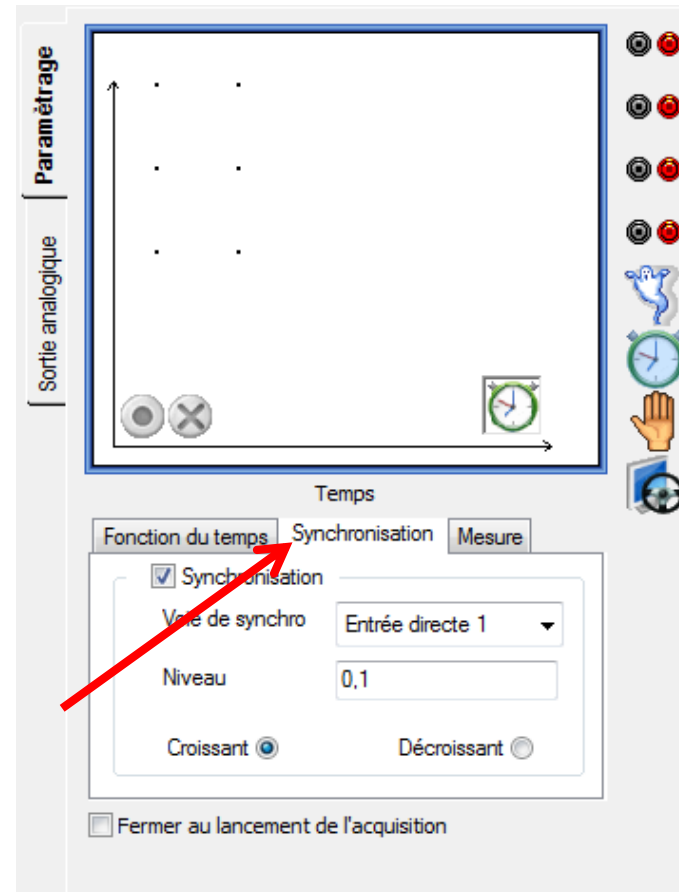 Paramètrage
Sortie analogique
Temps
Fonction du temps Synchronisation Mesure
Synchronisation
Voie de synchro Entrée directe 1
Niveau 0,1
Croissant Décroissant
Fermer au lancement de l'acquisition